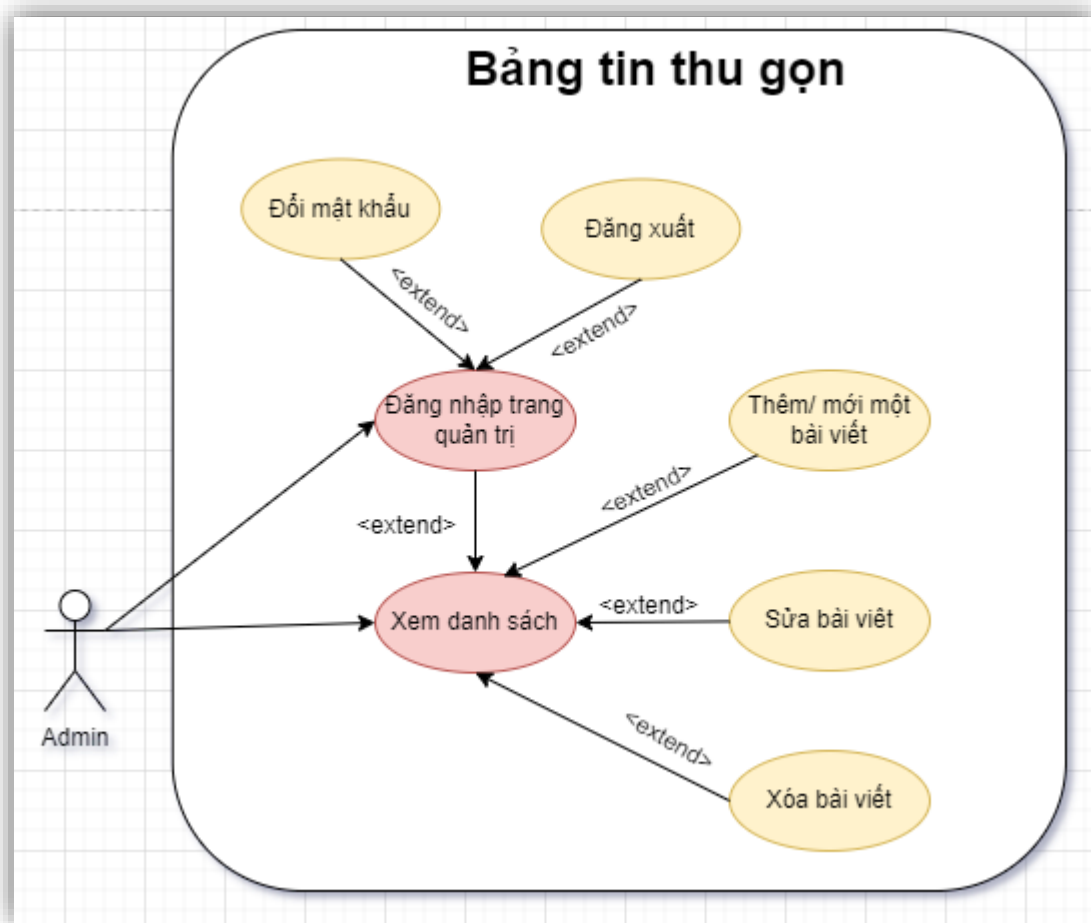 Bảng tin thu gọn
Đổi mật khẩu
Đăng xuất
<extend>
<extend>
Đăng nhập trang
quản trị
Thêm/ mới một
bài viết
<extend>
<extend>
Xem danh sách
<extend>
Sửa bài viêt
Admin
<extend>
Xóa bài viết